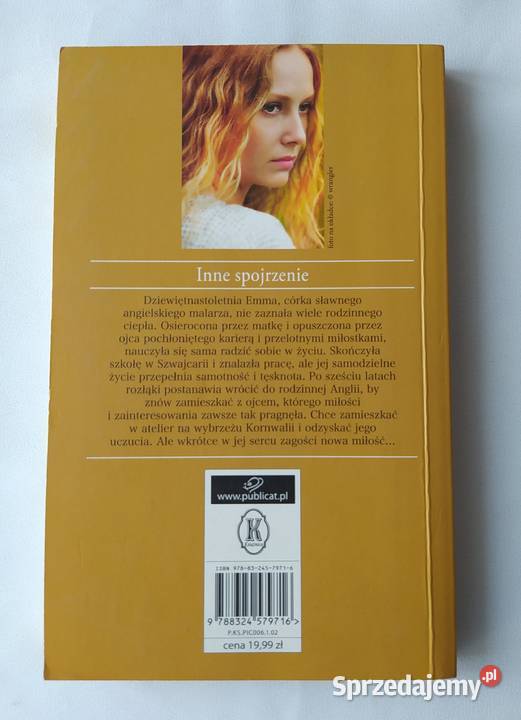 foto na okładce: © wrangler
Inne spojrzenie
Dziewiętnastoletnia Emma, córka sławnego
angielskiego malarza, nie zaznała wiele rodzinnego
ciepła. Osierocona przez matkę i opuszczona przez
ojca pochłoniętego karierą i przelotnymi miłostkami,
nauczyła się sama radzić sobie w życiu. Skończyła
szkołę w Szwajcarii i znalazła pracę, ale jej samodzielne
życie przepełnia samotność i tęsknota. Po sześciu latach
rozłąki postanawia wrócić do rodzinnej Anglii, by
znów zamieszkać z ojcem, którego miłości
i zainteresowania zawsze tak pragnęła. Chce zamieszkać
w atelier na wybrzeżu Kornwalii i odzyskać jego
uczucia. Ale wkrótce w jej sercu zagości nowa miłość...
www.publicat.pl
K
Książnica
ISBN 978-83-245-7971-6
9 788324 579716 >
P.KS.PIC006.1.02
cena 19,99 zł
Sprzedajemy.pl